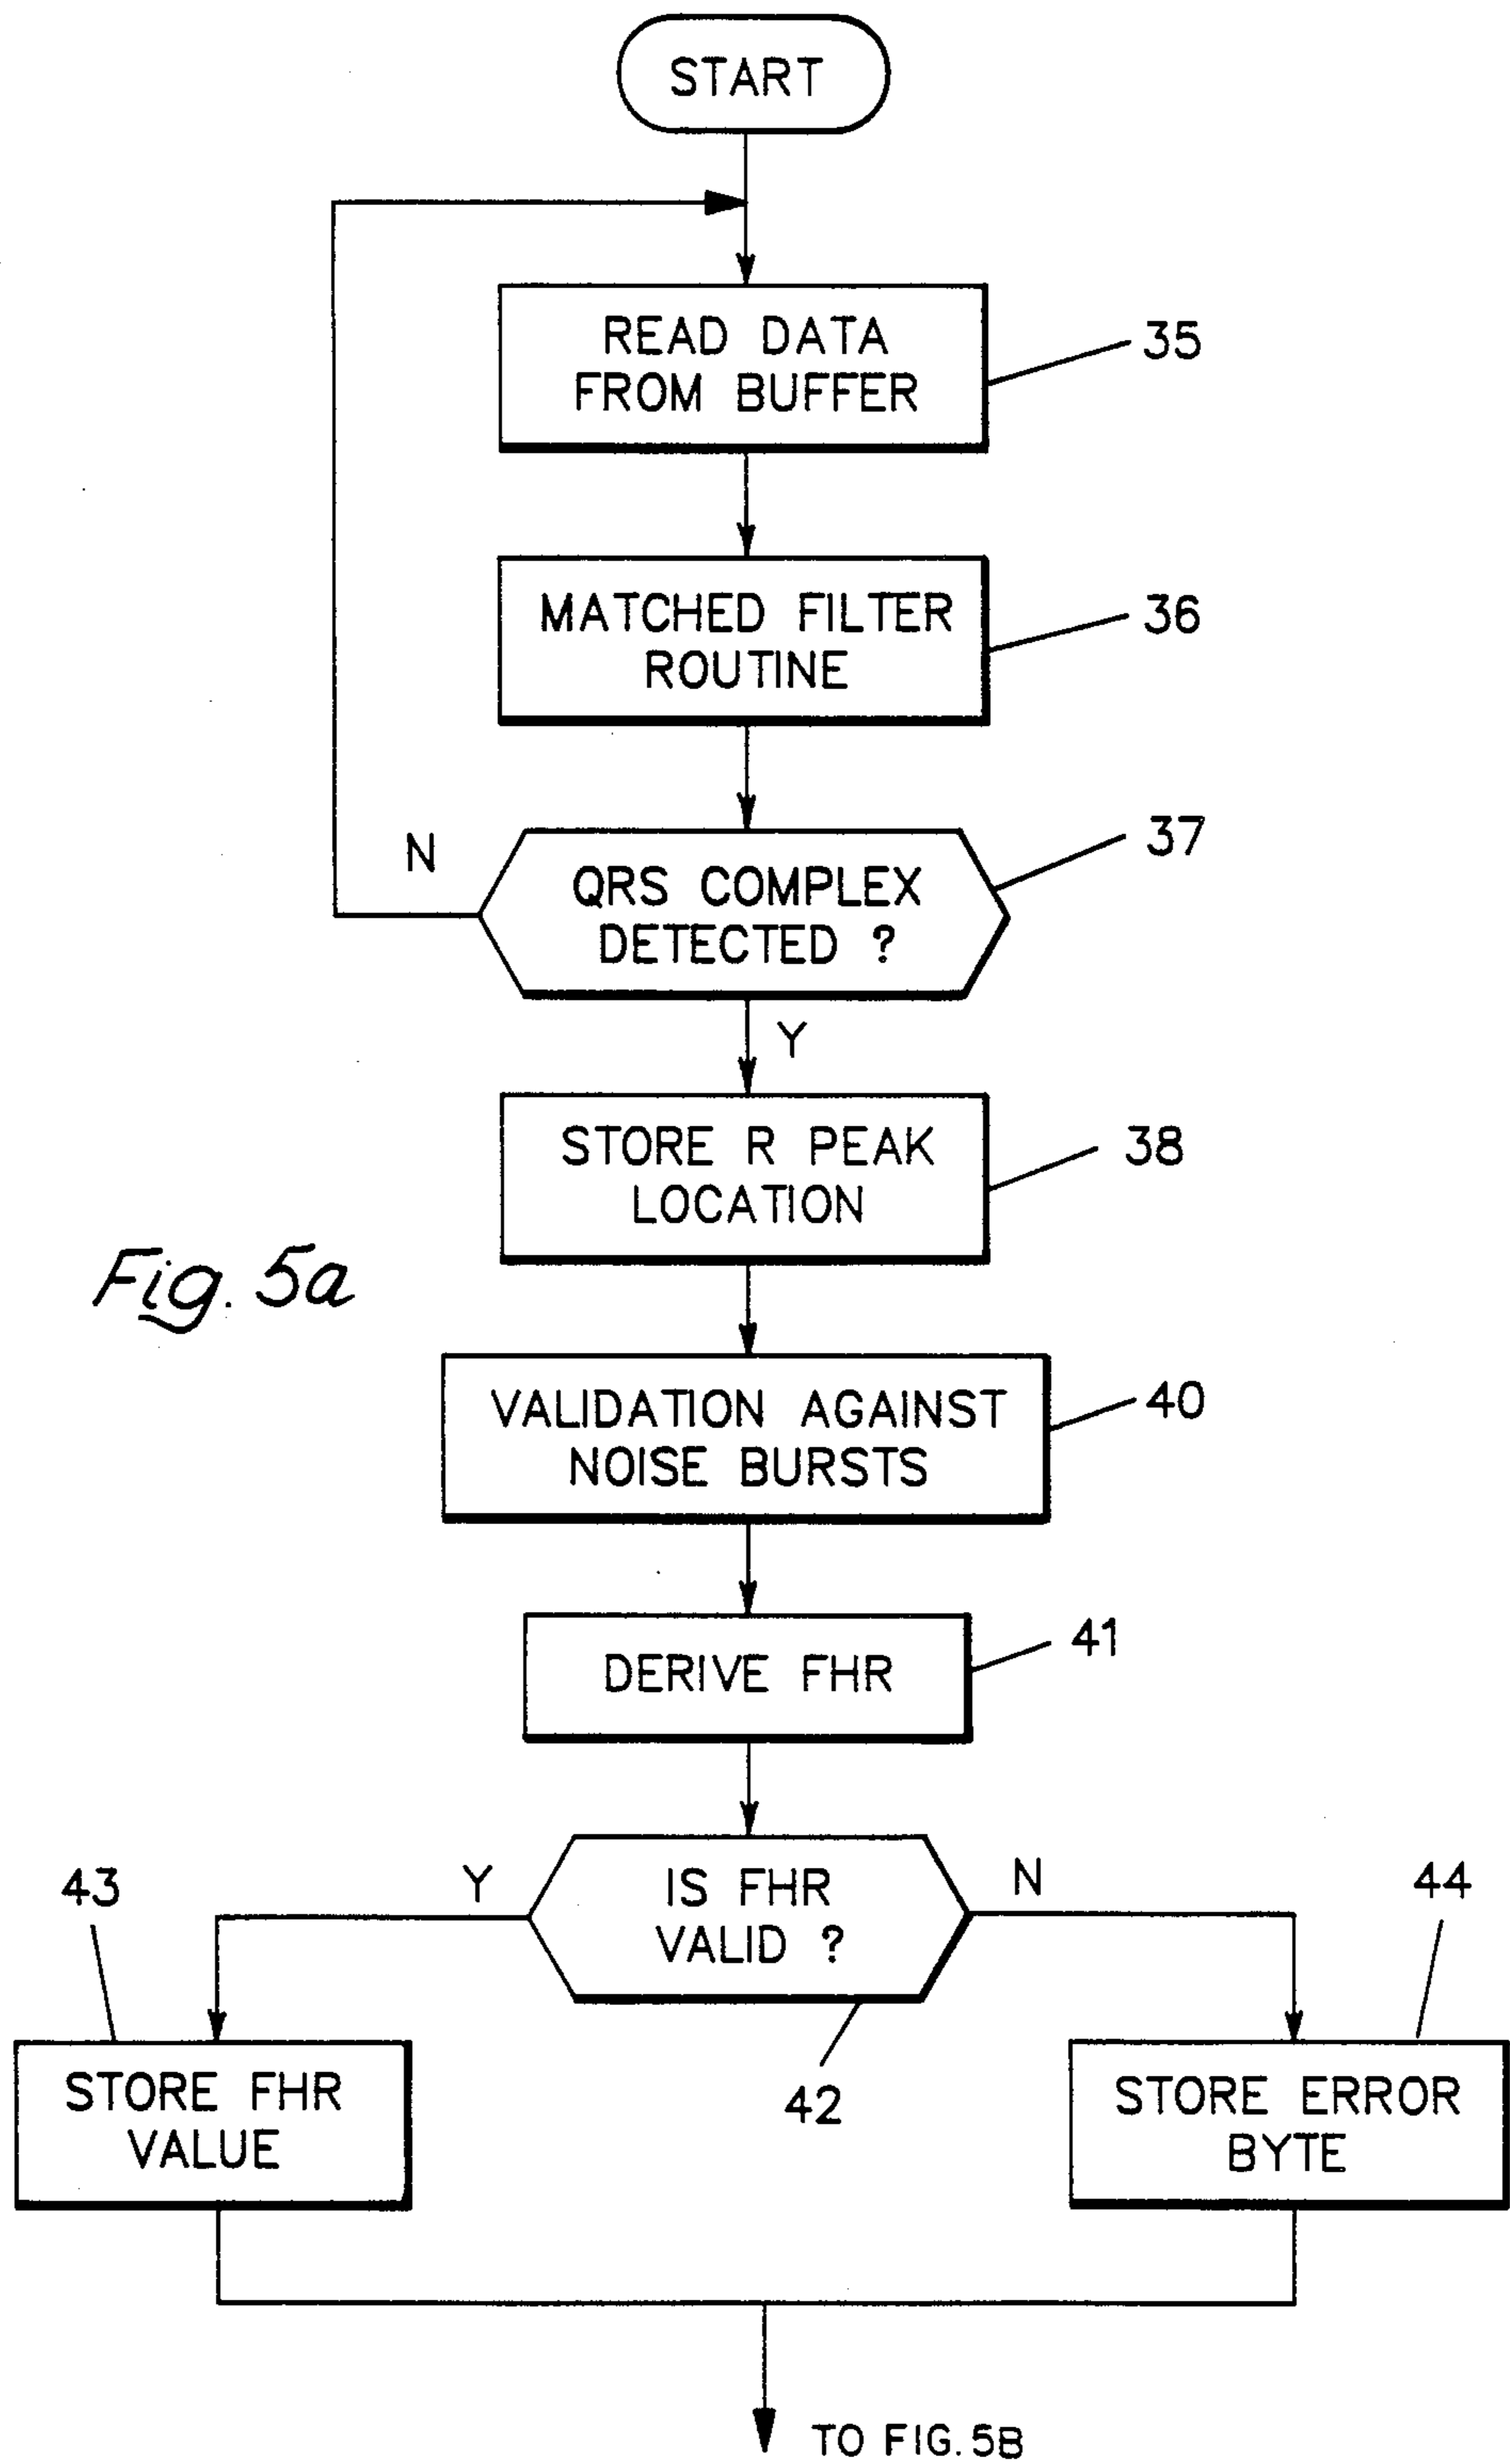 START
READ DATA
FROM BUFFER
35
MATCHED FILTER
ROUTINE
36
37
N
QRS COMPLEX
DETECTED ?
Y
STORE R PEAK
LOCATION
38
Fig. 5a
VALIDATION AGAINST
NOISE BURSTS
40
DERIVE FHR
41
43
Y
IS FHR
VALID ?
N
44
42
STORE FHR
VALUE
STORE ERROR
BYTE
TO FIG. 5B